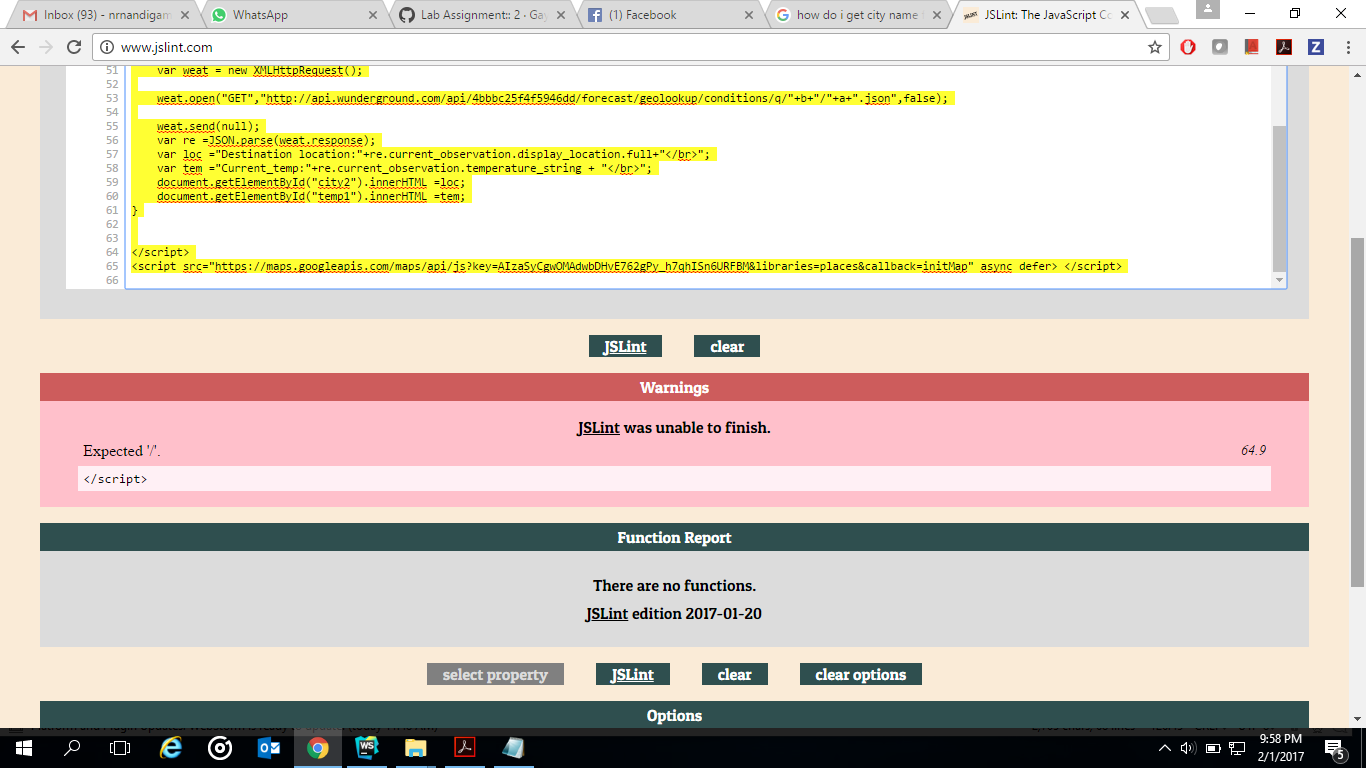 Inbox (93) - nrnandigam
WhatsApp
Lab Assignment:: 2 · Gay
(1) Facebook
how do i get city name f
JSLint: The JavaScript Co
www.jslint.com
51 var weat = new XMLHttpRequest();
52
53 weat.open("GET","http://api.wunderground.com/api/4bbbc25f4f5946dd/forecast/geolookup/conditions/q/"+b+"/"+a+".json",false);
54
55 weat.send(null);
56 var re =JSON.parse(weat.response);
57 var loc ="Destination location:"+re.current_observation.display_location.full+"</br>";
58 var tem ="Current_temp:"+re.current_observation.temperature_string + "</br>";
59 document.getElementById("city2").innerHTML =loc;
60 document.getElementById("temp1").innerHTML =tem;
61 }
62
63
64 </script>
65 <script src="https://maps.googleapis.com/maps/api/js?key=AIzaSyCgwOMAdwbDHvE762gPy_h7qhISn6URFBM&libraries=places&callback=initMap" async defer> </script>
66
JSLint clear
Warnings
JSLint was unable to finish.
Expected '/'. 64.9
</script>
Function Report
There are no functions.
JSLint edition 2017-01-20
select property JSLint clear clear options
Options
9:58 PM
2/1/2017
5